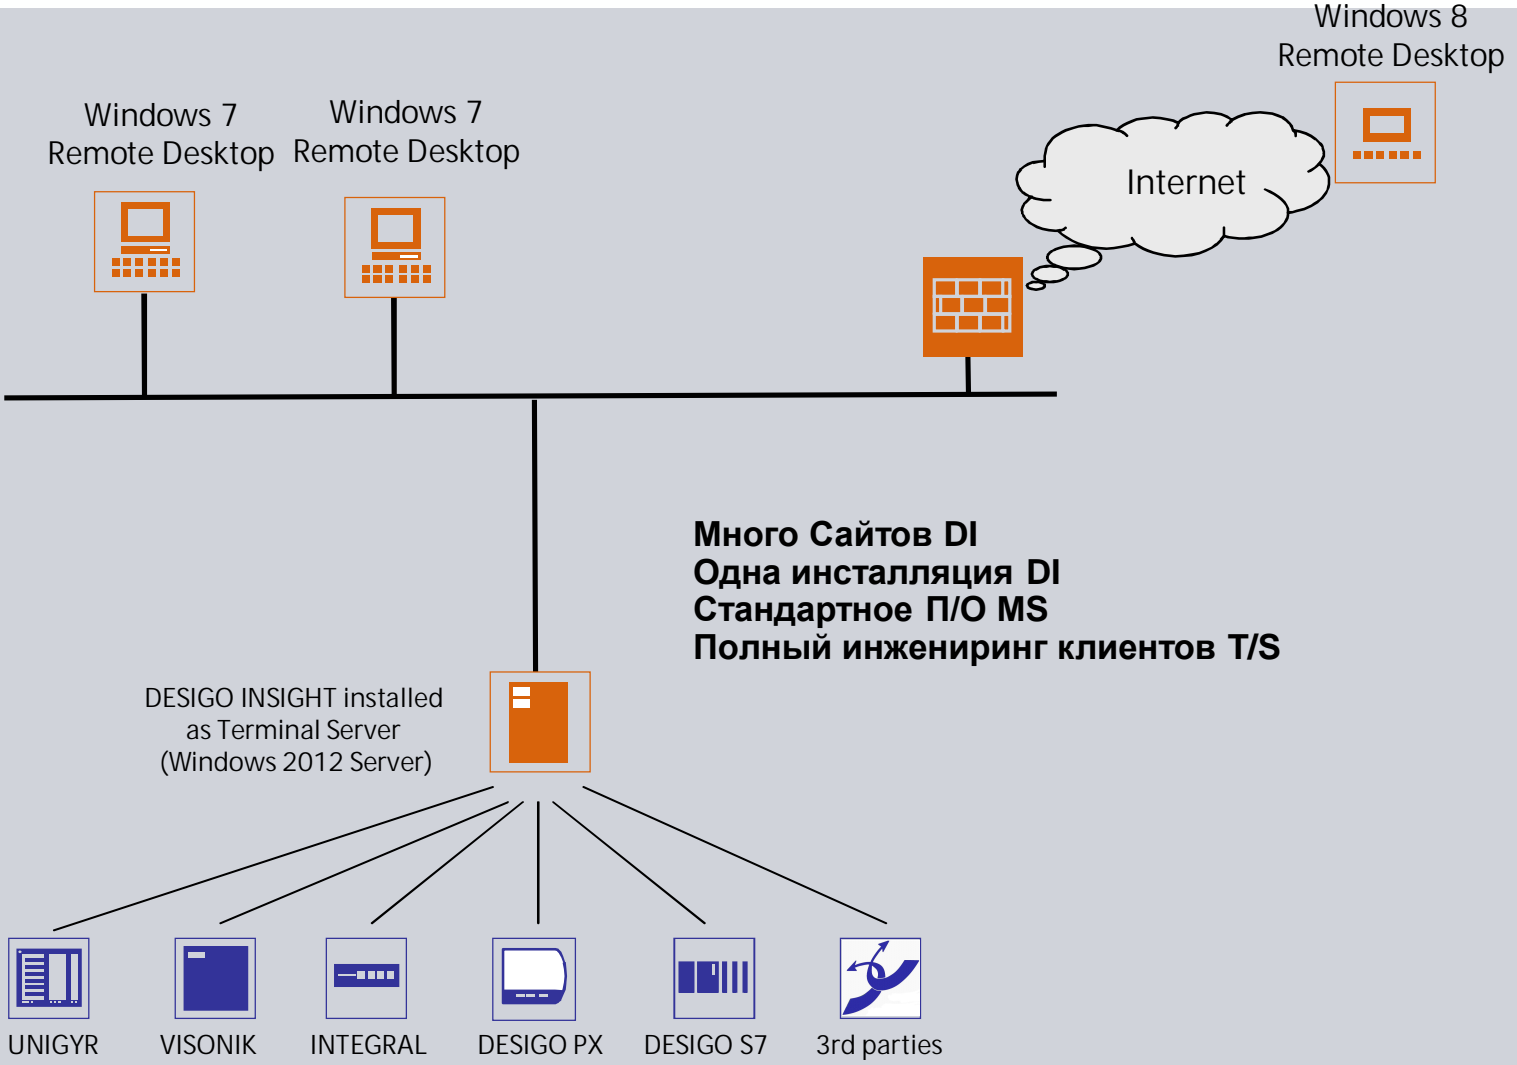 Windows 8
Remote Desktop
Windows 7
Remote Desktop
Windows 7
Remote Desktop
Internet
Много Сайтов DI
Одна инсталляция DI
Стандартное П/О MS
Полный инжениринг клиентов T/S
DESIGO INSIGHT installed
as Terminal Server
(Windows 2012 Server)
UNIGYR
VISONIK
INTEGRAL
DESIGO PX
DESIGO S7
3rd parties